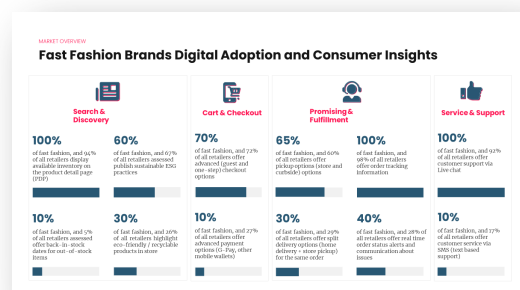 MARKET OVERVIEW
Fast Fashion Brands Digital Adoption and Consumer Insights
Search &
Discovery
100%
of fast fashion, and 94%
of all retailers display
available inventory on
the product detail page
(PDP)
60%
of fast fashion, and 67%
of all retailers assessed
publish sustainable ESG
practices
10%
of fast fashion, and 5%
of all retailers assessed
offer back-in-stock
dates for out-of-stock
items
30%
of fast fashion, and 26%
of all retailers highlight
eco-friendly / recyclable
products in store
Cart & Checkout
70%
of fast fashion, and 72%
of all retailers offer
advanced (guest and
one-step) checkout
options
10%
of fast fashion, and 27%
of all retailers offer
advanced payment
options (G-Pay, other
mobile wallets)
Promising &
Fulfillment
65%
of fast fashion, and 60%
of all retailers offer
pickup options (store and
curbside) options
100%
of fast fashion, and
98% of all retailers
offer order tracking
information
30%
of fast fashion, and 29%
of all retailers offer split
delivery options (home
delivery + store pickup)
for the same order
40%
of fast fashion, and 28% of
all retailers offer real time
order status alerts and
communication about
issues
Service & Support
100%
of fast fashion, and 92%
of all retailers offer
customer support via
Live chat
10%
of fast fashion, and 17%
of all retailers offer
customer service via
SMS (text based
support)